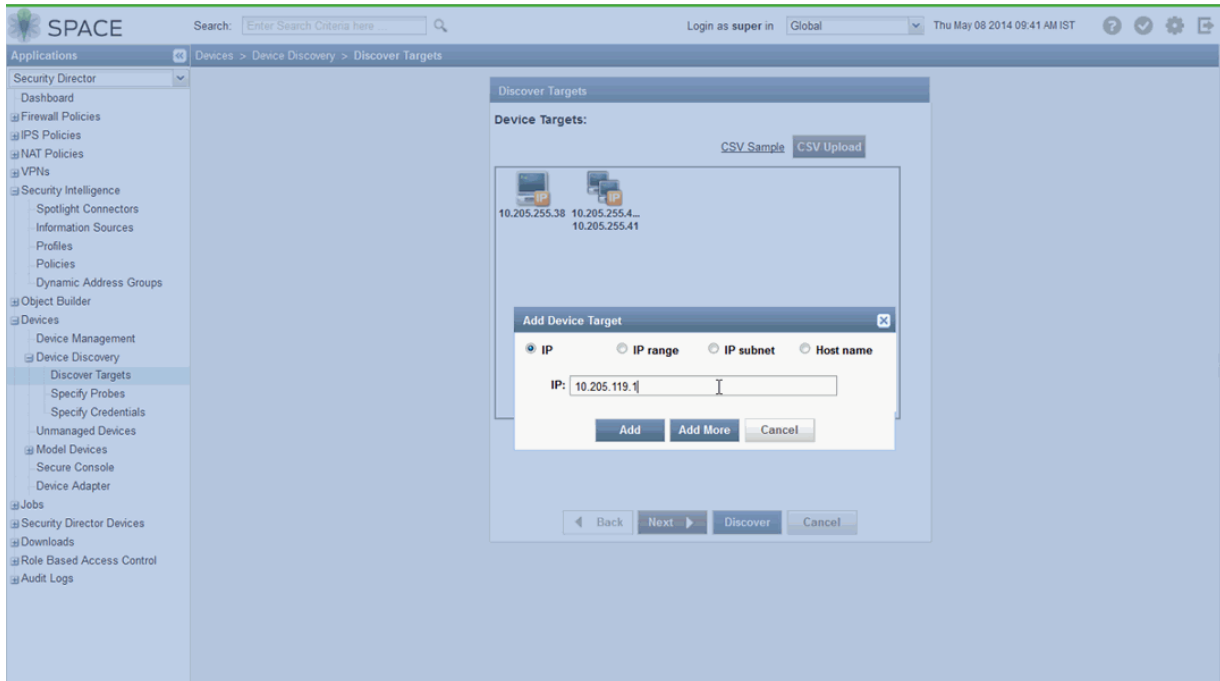 SPACE
Search: Enter Search Criteria here...
Login as super in Global
Thu May 08 2014 09:41 AM IST
Applications
Devices > Device Discovery > Discover Targets
Security Director
Dashboard
Firewall Policies
IPS Policies
NAT Policies
VPNs
Security Intelligence
Spotlight Connectors
Information Sources
Profiles
Policies
Dynamic Address Groups
Object Builder
Devices
Device Management
Device Discovery
Discover Targets
Specify Probes
Specify Credentials
Unmanaged Devices
Model Devices
Secure Console
Device Adapter
Jobs
Security Director Devices
Downloads
Role Based Access Control
Audit Logs
Discover Targets
Device Targets:
CSV Sample CSV Upload
IP IP
10.205.255.38 10.205.255.4...
10.205.255.41
Add Device Target
IP IP range IP subnet Host name
IP: 10.205.119.1
Add Add More Cancel
Back Next Discover Cancel